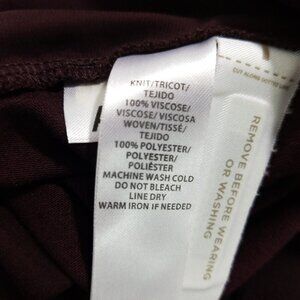 KNIT/TRICOT/
TEJIDO
100% VISCOSE/
VISCOSE/ VISCOSA
WOVEN/TISSÉ/
TEJIDO
100% POLYESTER/
POLYESTER/
POLIÉSTER
MACHINE WASH COLD
DO NOT BLEACH
LINE DRY
WARM IRON IF NEEDED
CUT ALONG DOTTED LINE
REMOVE BEFORE WEARING
OR WASHING